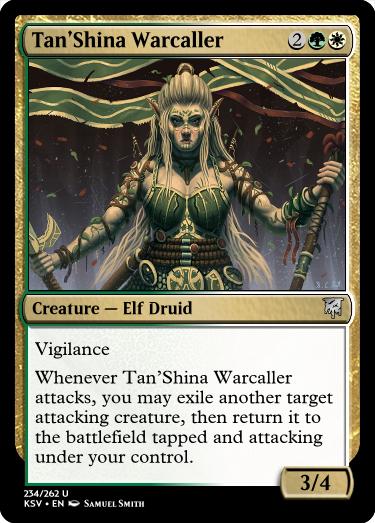 Tan'Shina Warcaller 2
Creature — Elf Druid
Vigilance
Whenever Tan'Shina Warcaller
attacks, you may exile another target
attacking creature, then return it to
the battlefield tapped and attacking
under your control.
3/4
234/262 U
KSV • EN Samuel Smith